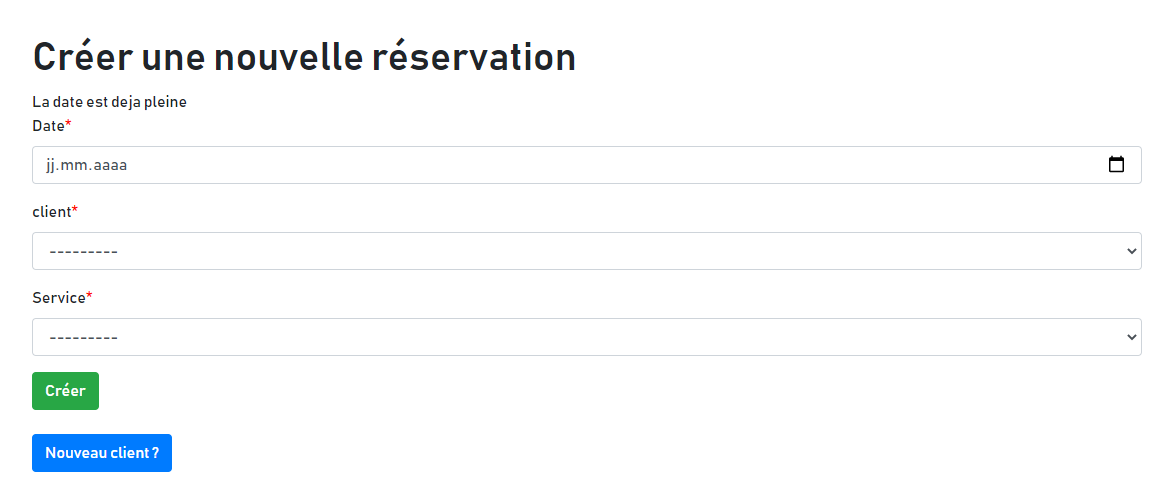 Créer une nouvelle réservation
La date est deja pleine
Date*
jj.mm.aaaa
client*
---------
Service*
---------
Créer
Nouveau client ?